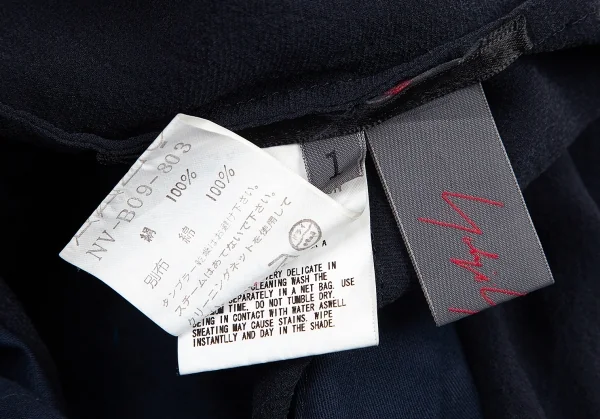 NV-B09-803
絹 100%
別布 綿 100%
タンブラー乾燥はお避け下さい。
スチームはあてないで下さい。
クリーニングネットを使用して
ドライ
1
VERY DELICATE IN
CLEANING WASH THE
SEPARATELY IN A NET BAG. USE
TIME. DO NOT TUMBLE DRY.
BEING IN CONTACT WITH WATER ASWELL
SWEATING MAY CAUSE STAINS. WIPE
INSTANTLLY AND DAY IN THE SHADE.